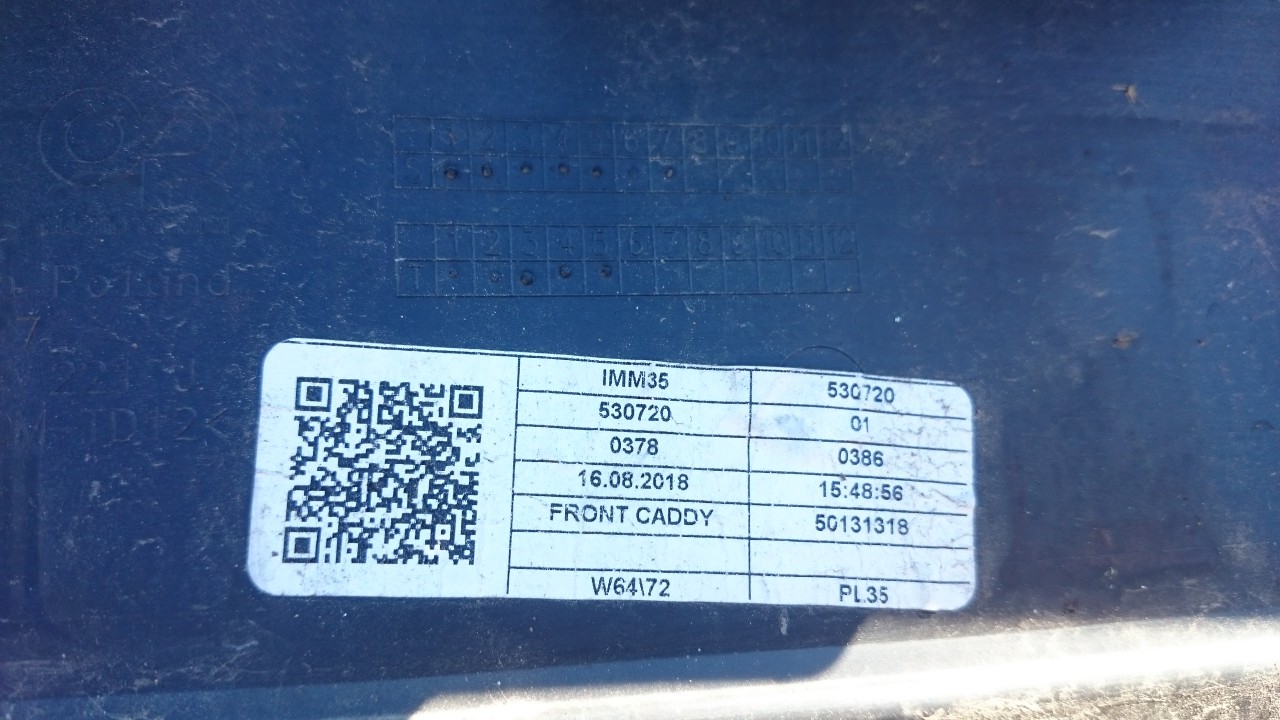 1 2 3 4 5 6 7 8 9 10 11 12
T
Poland
IMM35 530720
530720 01
0378 0386
16.08.2018 15:48:56
FRONT CADDY 50131318
W64\72 PL35